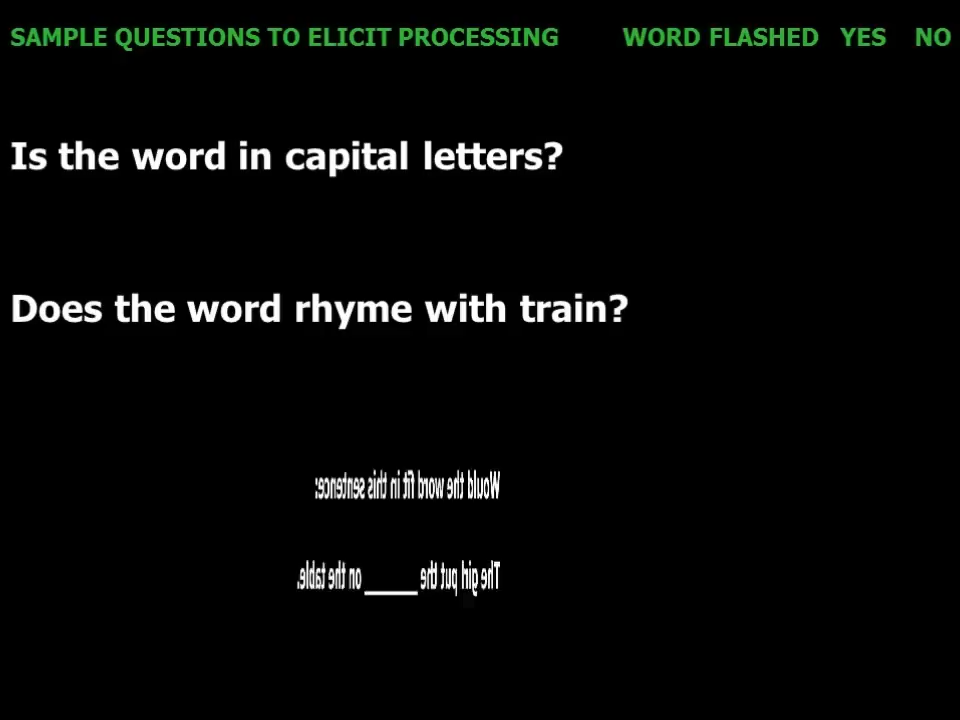 SAMPLE QUESTIONS TO ELICIT PROCESSING WORD FLASHED YES NO
Is the word in capital letters?
Does the word rhyme with train?
Would the word fit in this sentence:
The girl put the ______ on the table.